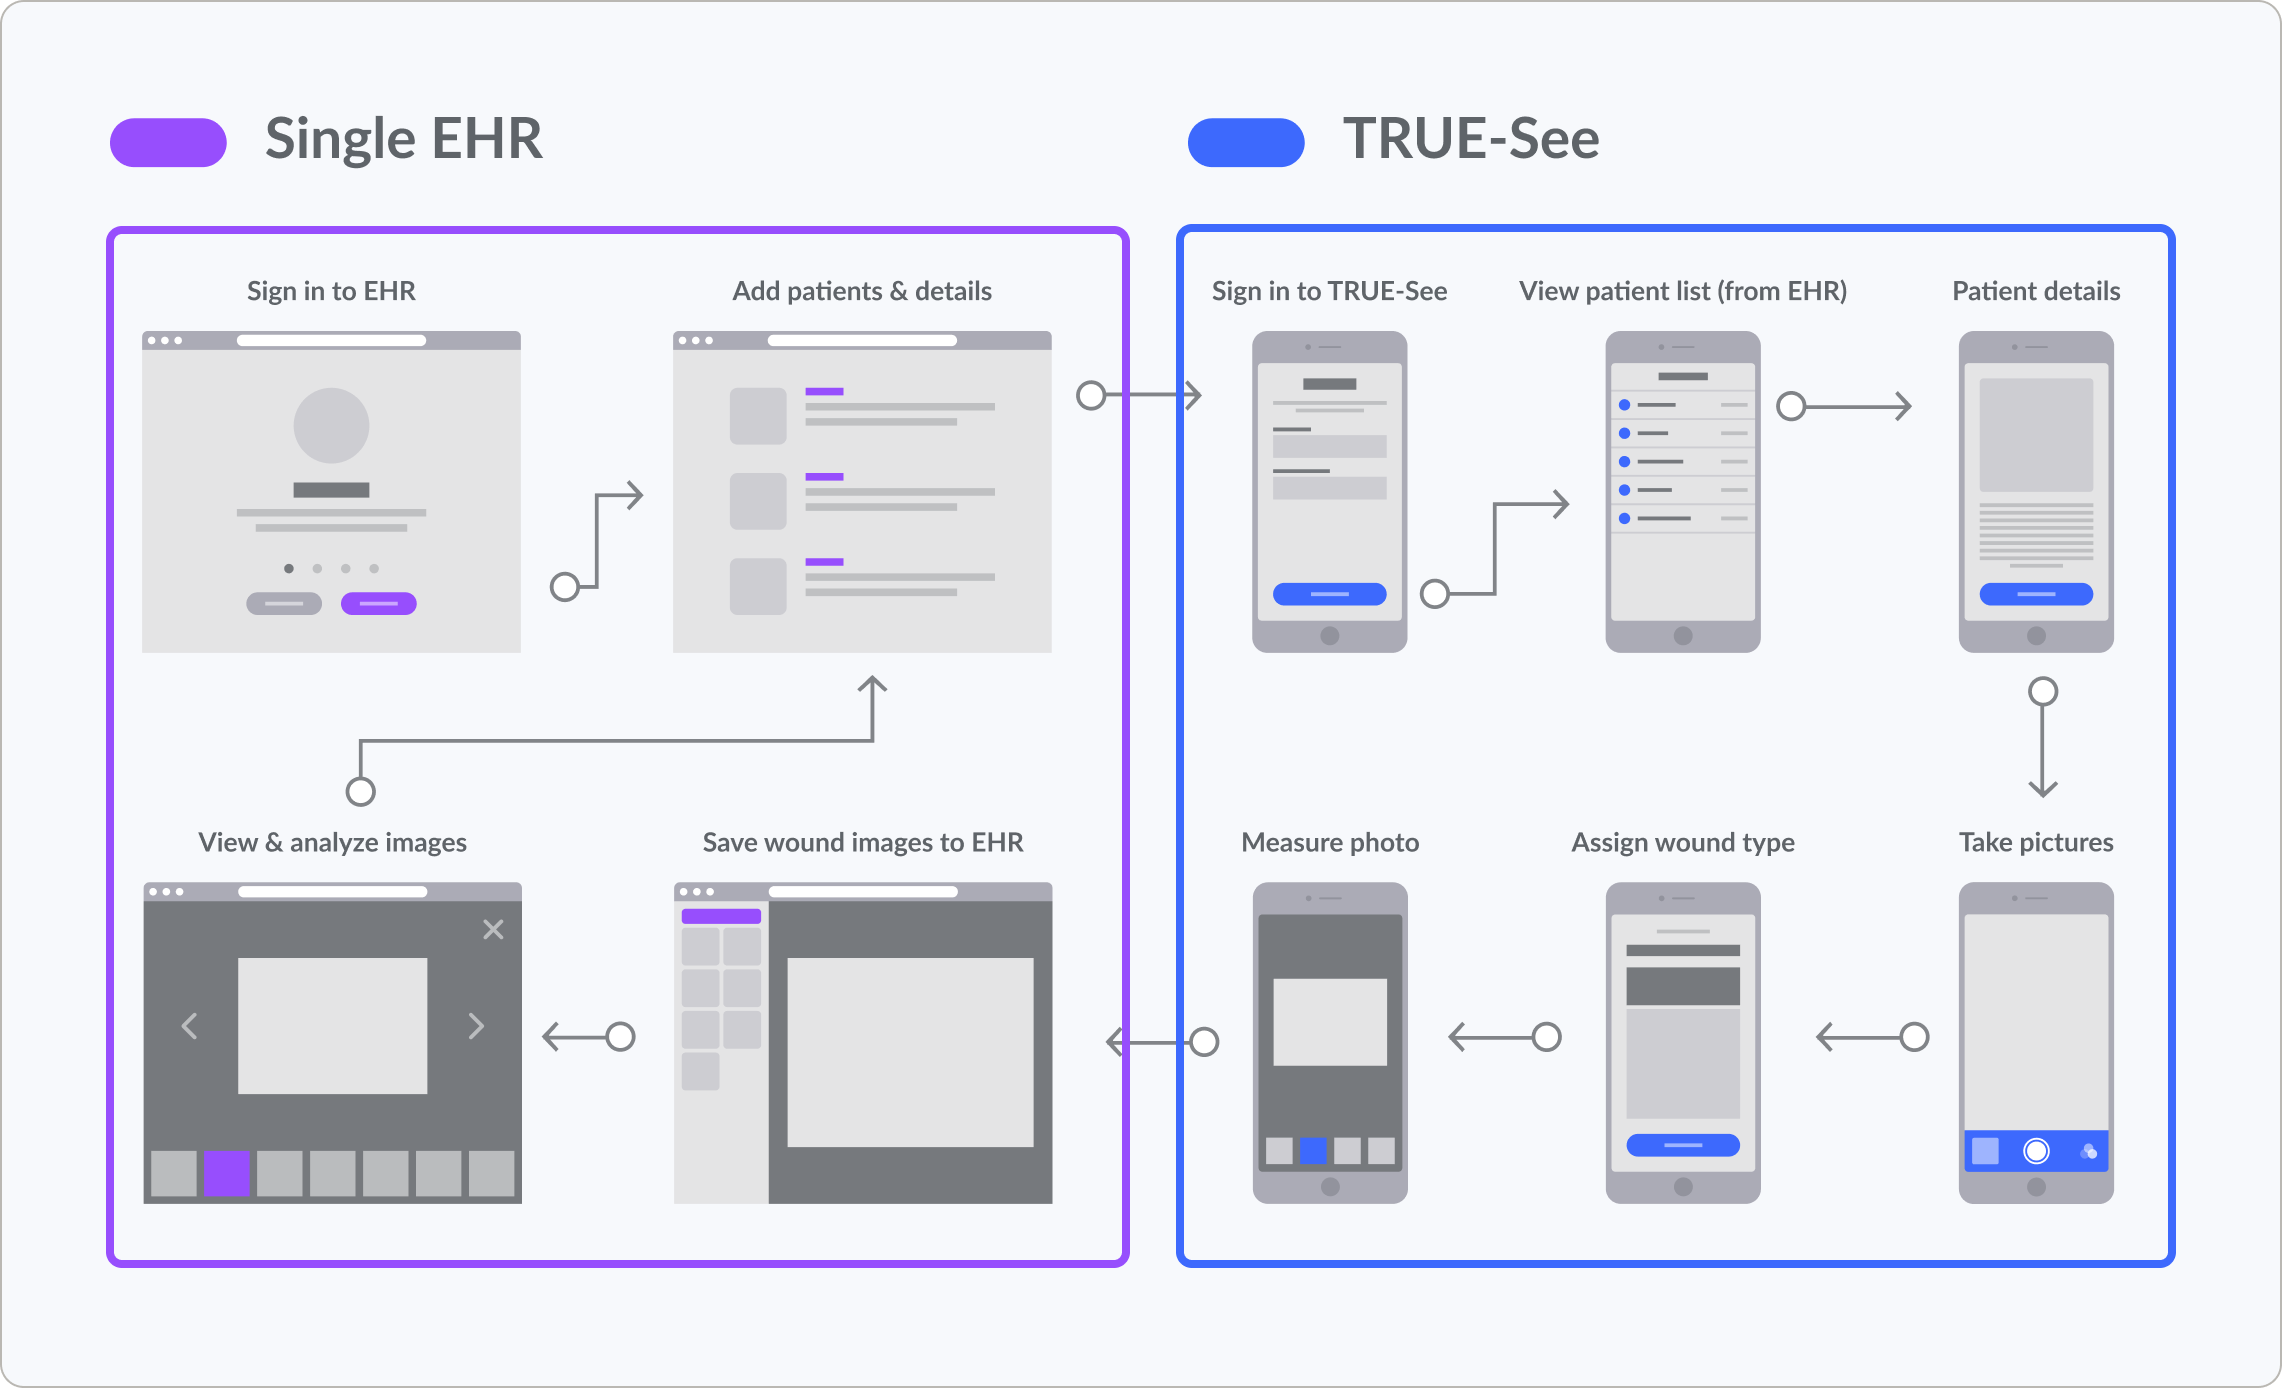 Single EHR
TRUE-See
Sign in to EHR
Add patients & details
Sign in to TRUE-See
View patient list (from EHR)
Patient details
View & analyze images
Save wound images to EHR
Measure photo
Assign wound type
Take pictures